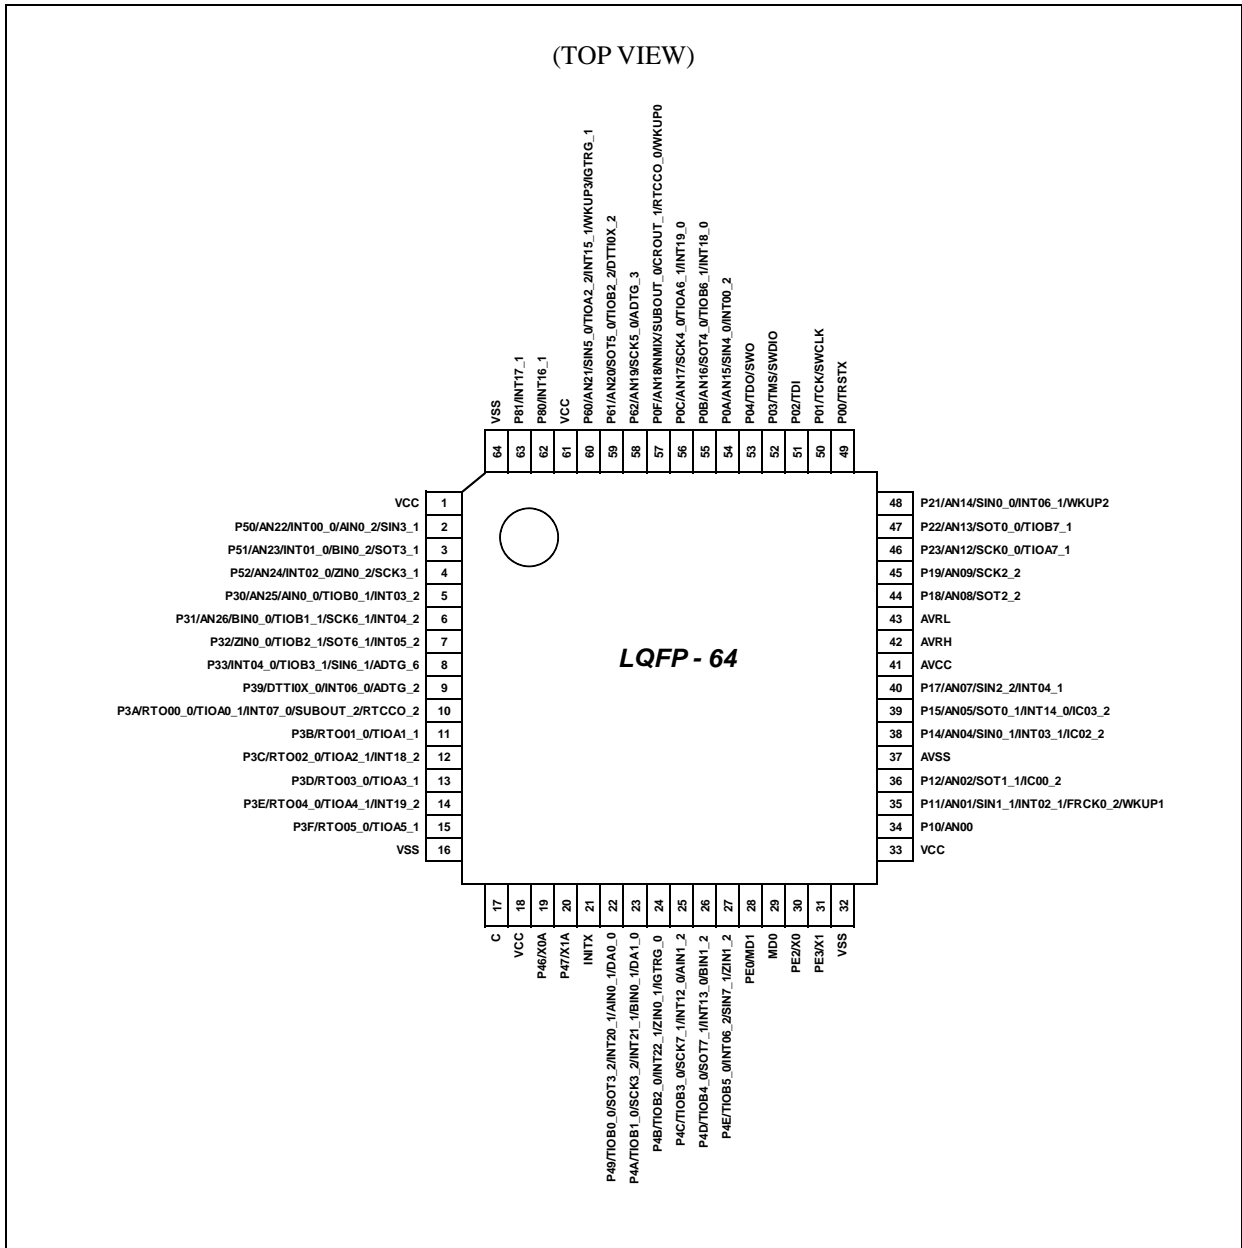 (TOP VIEW)
VSS
P81/INT17_1
P80/INT16_1
VCC
P60/AN21/SIN5_0/TIOA2_2/INT15_1/WKUP3/IGTRG_1
P61/AN20/SOT5_0/TIOB2_2/DTTI0X_2
P62/AN19/SCK5_0/ADTG_3
P0F/AN18/NMIX/SUBOUT_0/CROUT_1/RTCCO_0/WKUP0
P0C/AN17/SCK4_0/TIOA6_1/INT19_0
P0B/AN16/SOT4_0/TIOB6_1/INT18_0
P0A/AN15/SIN4_0/INT00_2
P04/TDO/SWO
P03/TMS/SWDIO
P02/TDI
P01/TCK/SWCLK
P00/TRSTX
64
63
62
61
60
59
58
57
56
55
54
53
52
51
50
49
VCC 1
P50/AN22/INT00_0/AIN0_2/SIN3_1 2
P51/AN23/INT01_0/BIN0_2/SOT3_1 3
P52/AN24/INT02_0/ZIN0_2/SCK3_1 4
P30/AN25/AIN0_0/TIOB0_1/INT03_2 5
P31/AN26/BIN0_0/TIOB1_1/SCK6_1/INT04_2 6
P32/ZIN0_0/TIOB2_1/SOT6_1/INT05_2 7
P33/INT04_0/TIOB3_1/SIN6_1/ADTG_6 8
P39/DTTI0X_0/INT06_0/ADTG_2 9
P3A/RTO00_0/TIOA0_1/INT07_0/SUBOUT_2/RTCCO_2 10
P3B/RTO01_0/TIOA1_1 11
P3C/RTO02_0/TIOA2_1/INT18_2 12
P3D/RTO03_0/TIOA3_1 13
P3E/RTO04_0/TIOA4_1/INT19_2 14
P3F/RTO05_0/TIOA5_1 15
VSS 16
LQFP - 64
48 P21/AN14/SIN0_0/INT06_1/WKUP2
47 P22/AN13/SOT0_0/TIOB7_1
46 P23/AN12/SCK0_0/TIOA7_1
45 P19/AN09/SCK2_2
44 P18/AN08/SOT2_2
43 AVRL
42 AVRH
41 AVCC
40 P17/AN07/SIN2_2/INT04_1
39 P15/AN05/SOT0_1/INT14_0/IC03_2
38 P14/AN04/SIN0_1/INT03_1/IC02_2
37 AVSS
36 P12/AN02/SOT1_1/IC00_2
35 P11/AN01/SIN1_1/INT02_1/FRCK0_2/WKUP1
34 P10/AN00
33 VCC
17
18
19
20
21
22
23
24
25
26
27
28
29
30
31
32
C
VCC
P46/X0A
P47/X1A
INITX
P49/TIOB0_0/SOT3_2/INT20_1/AIN0_1/DA0_0
P4A/TIOB1_0/SCK3_2/INT21_1/BIN0_1/DA1_0
P4B/TIOB2_0/INT22_1/ZIN0_1/IGTRG_0
P4C/TIOB3_0/SCK7_1/INT12_0/AIN1_2
P4D/TIOB4_0/SOT7_1/INT13_0/BIN1_2
P4E/TIOB5_0/INT06_2/SIN7_1/ZIN1_2
PE0/MD1
MD0
PE2/X0
PE3/X1
VSS